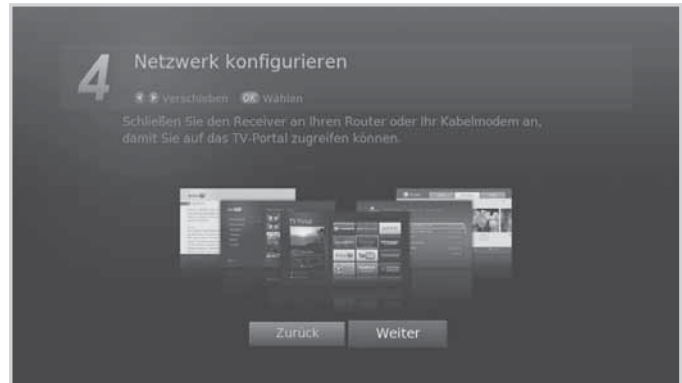 4
Netzwerk konfigurieren
Verschieben OK Wählen
Schließen Sie den Receiver an Ihren Router oder Ihr Kabelmodem an,
damit Sie auf das TV-Portal zugreifen können.
TV Portal
Zurück
Weiter